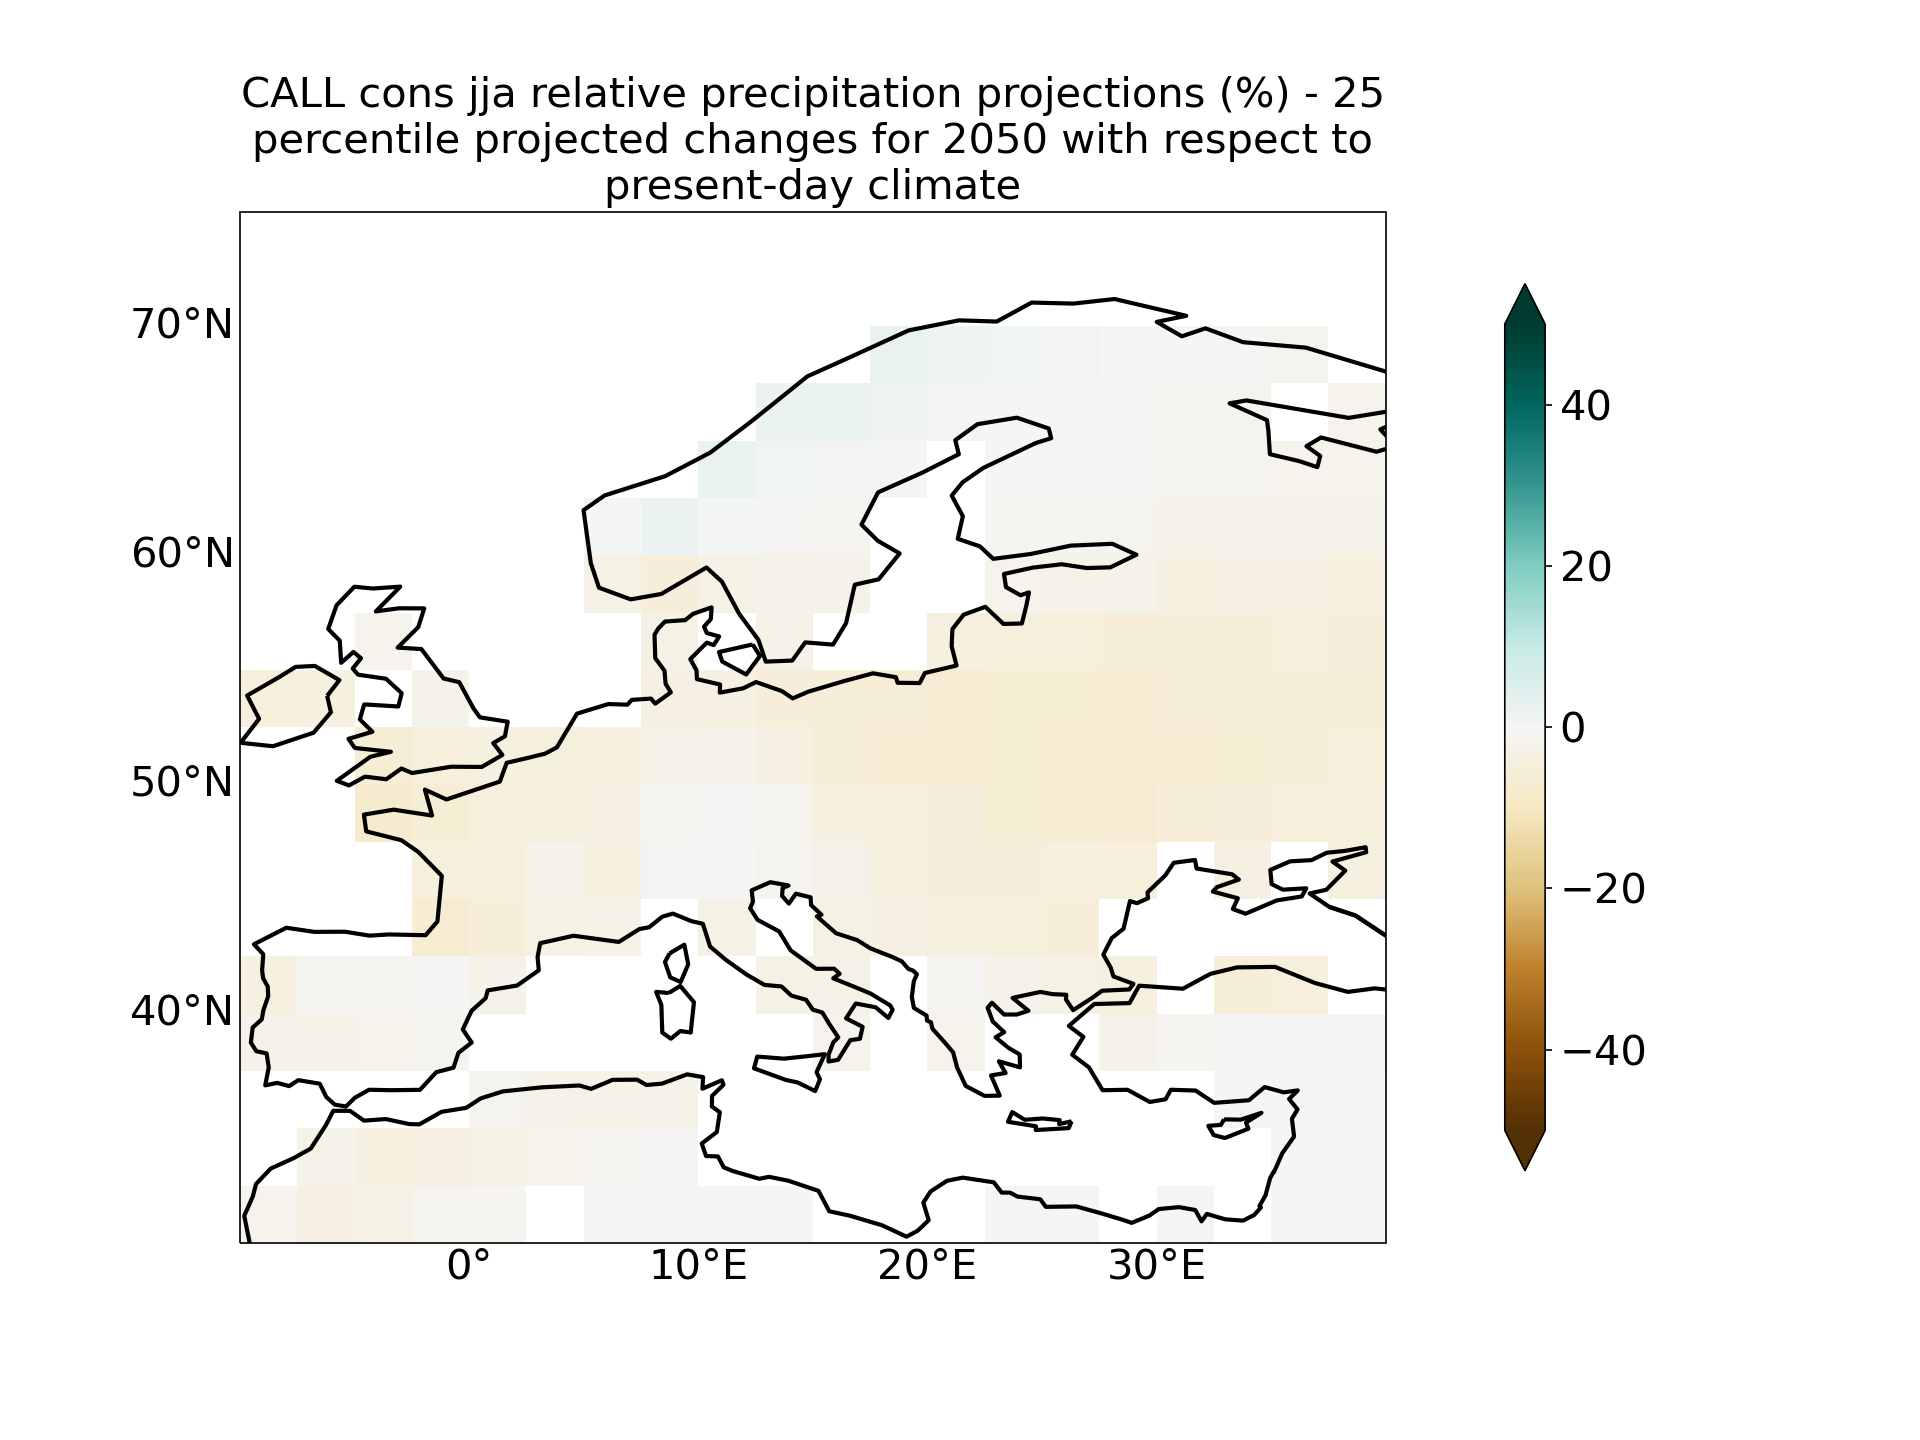 CALL cons jja relative precipitation projections (%) - 25
percentile projected changes for 2050 with respect to
present-day climate
70°N
60°N
50°N
40°N
0°
10°E
20°E
30°E
40
20
0
−20
−40